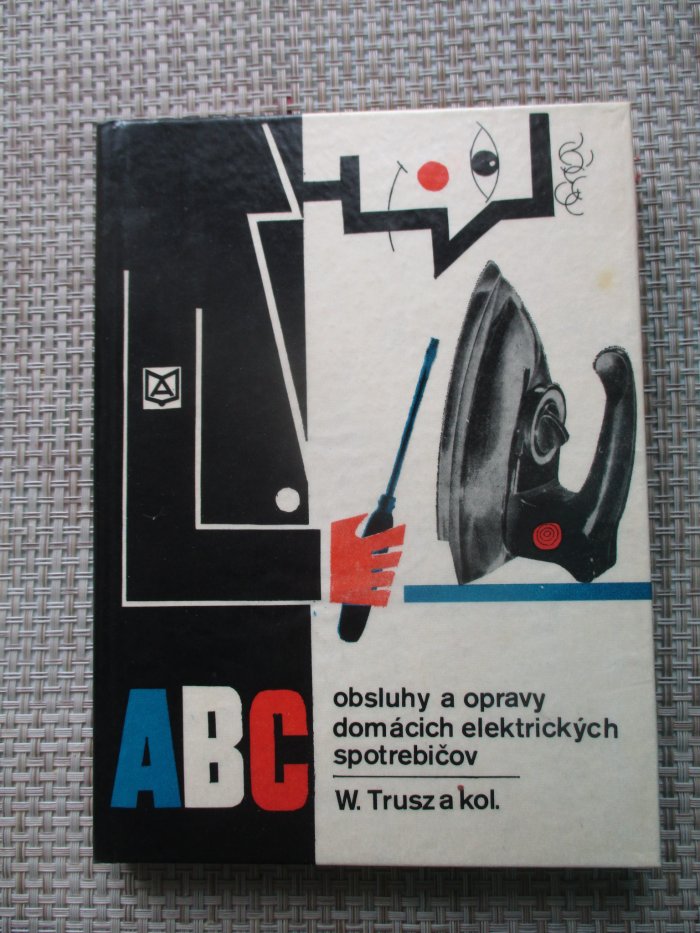 ABC
obsluhy a opravy
domácich elektrických
spotrebičov
W. Trusz a kol.